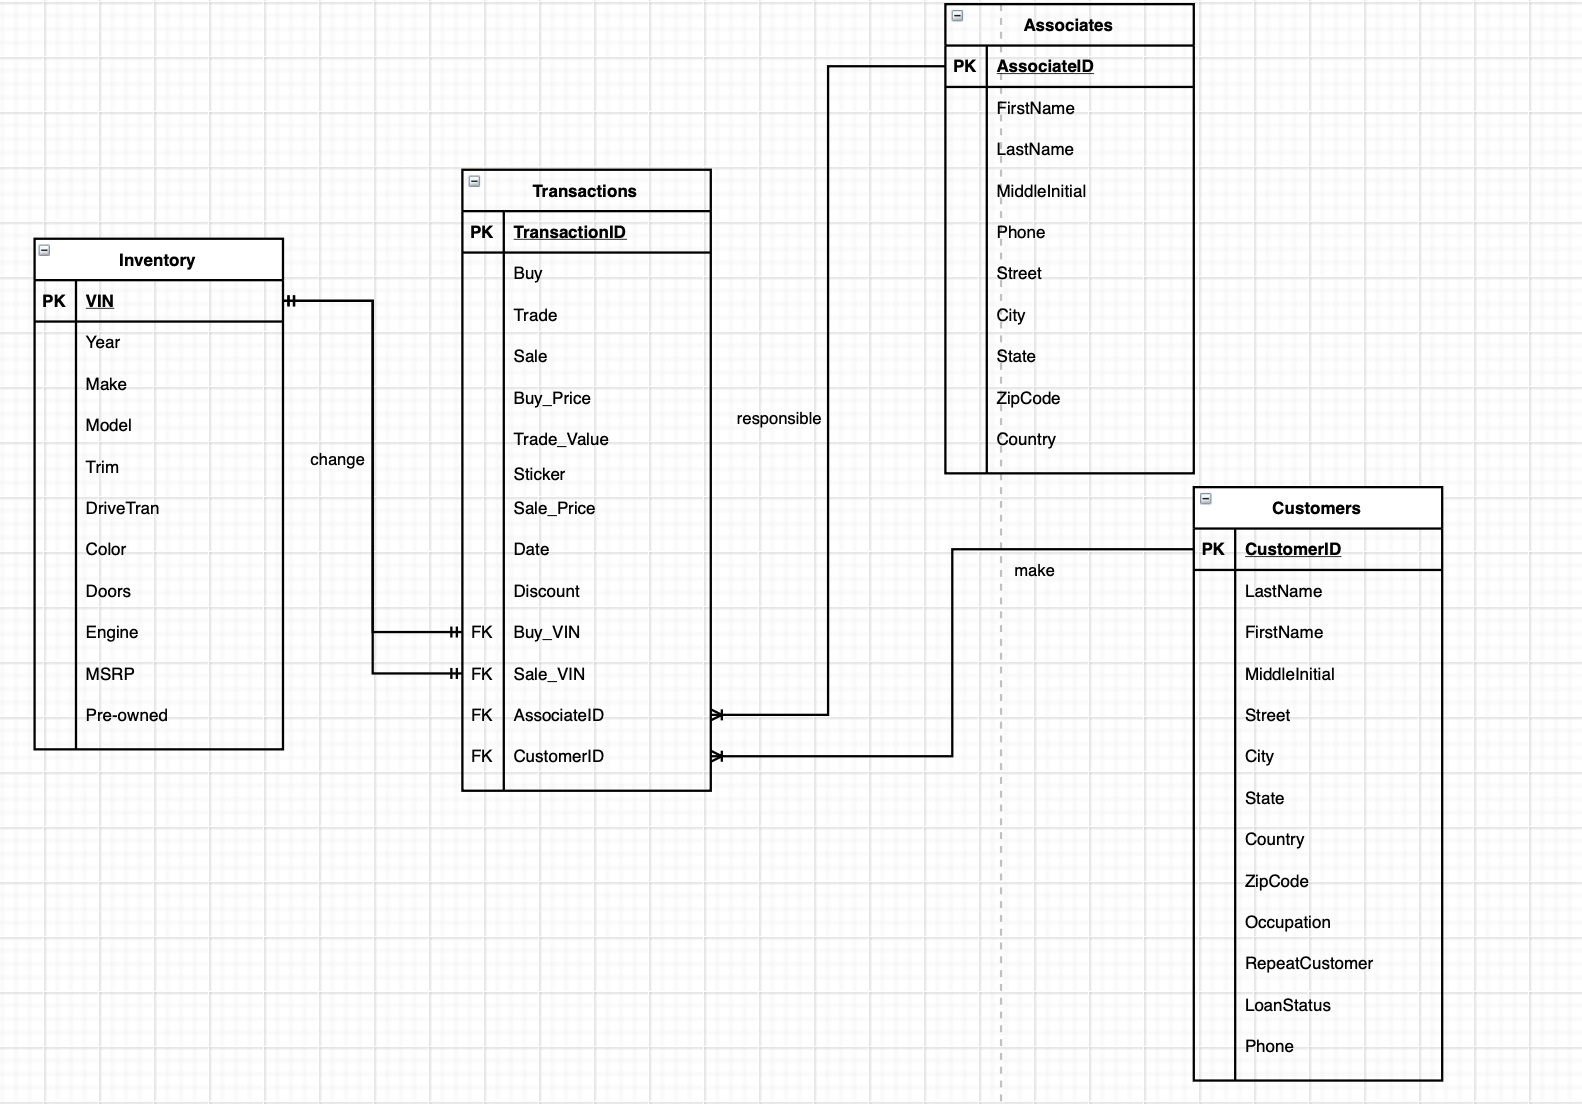 Associates
PK AssociateID
FirstName
LastName
MiddleInitial
Phone
Street
City
State
ZipCode
Country
Transactions
PK TransactionID
Buy
Trade
Sale
Buy_Price
Trade_Value
Sticker
Sale_Price
Date
Discount
FK Buy_VIN
FK Sale_VIN
FK AssociateID
FK CustomerID
Inventory
PK VIN
Year
Make
Model
Trim
DriveTran
Color
Doors
Engine
MSRP
Pre-owned
change
responsible
make
Customers
PK CustomerID
LastName
FirstName
MiddleInitial
Street
City
State
Country
ZipCode
Occupation
RepeatCustomer
LoanStatus
Phone